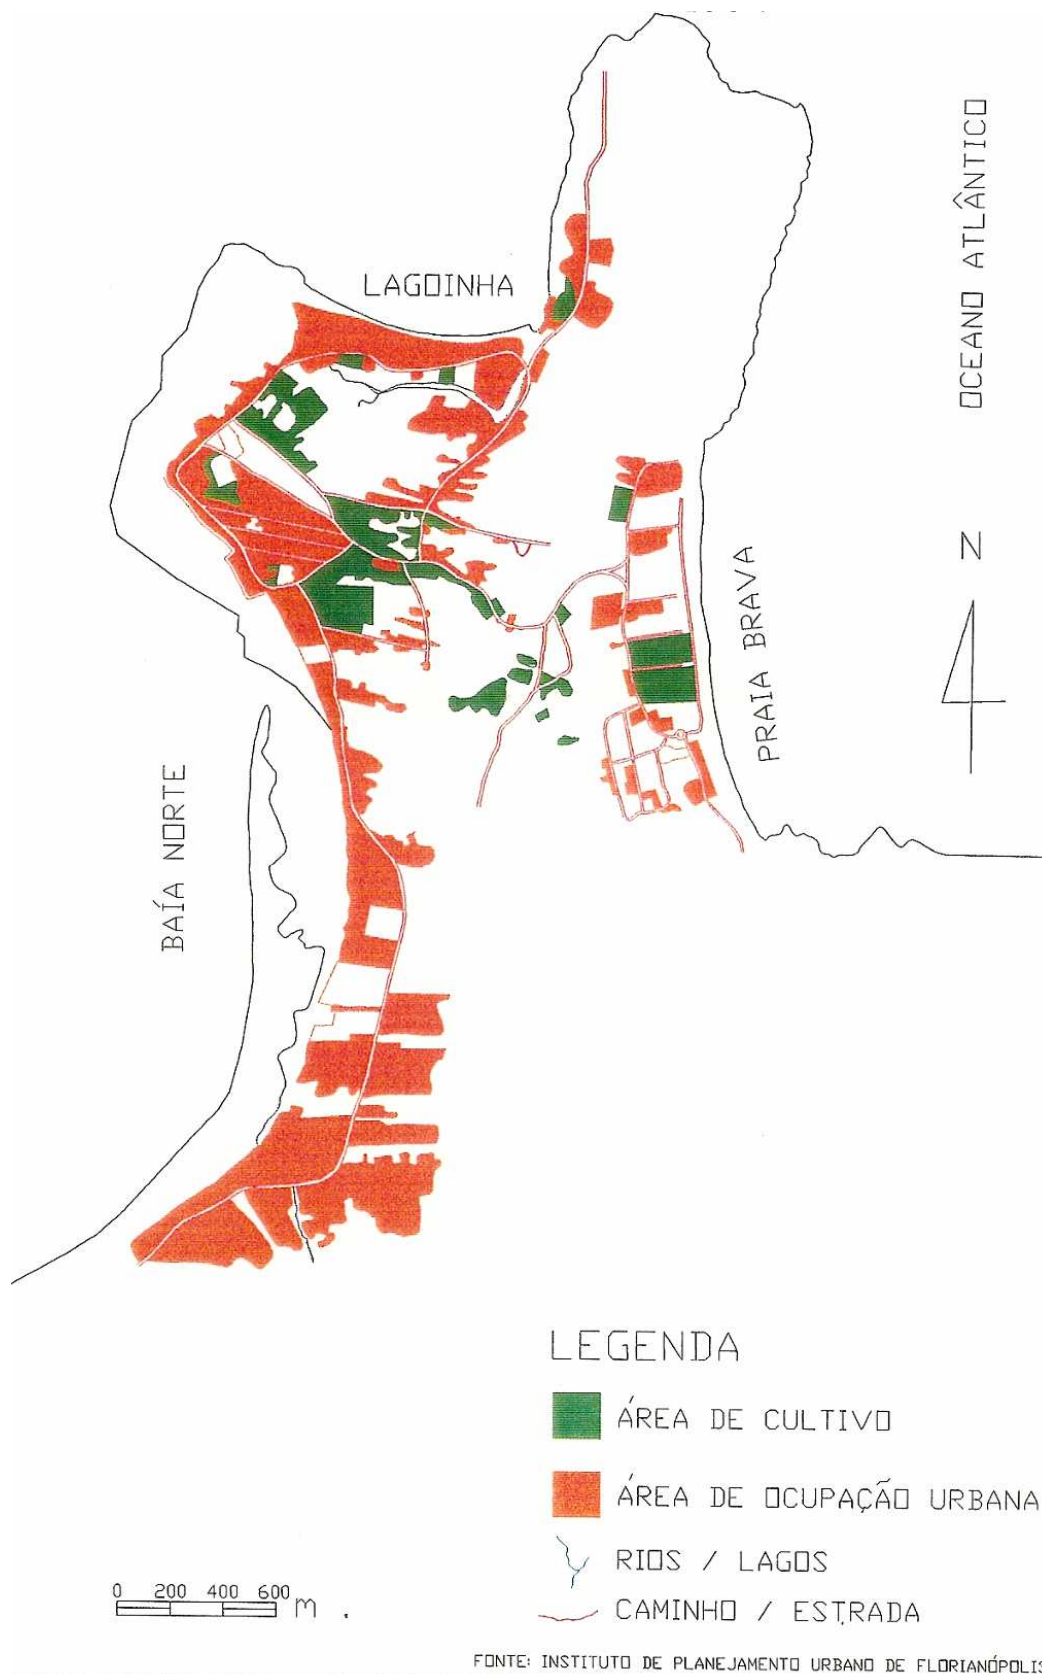 LAGOINHA
OCEANO ATLÂNTICO
N
PRAIA BRAVA
BAÍA NORTE
LEGENDA
ÁREA DE CULTIVO
ÁREA DE OCUPAÇÃO URBANA
RIOS / LAGOS
CAMINHO / ESTRADA
0 200 400 600 m
FONTE: INSTITUTO DE PLANEJAMENTO URBANO DE FLORIANÓPOLIS